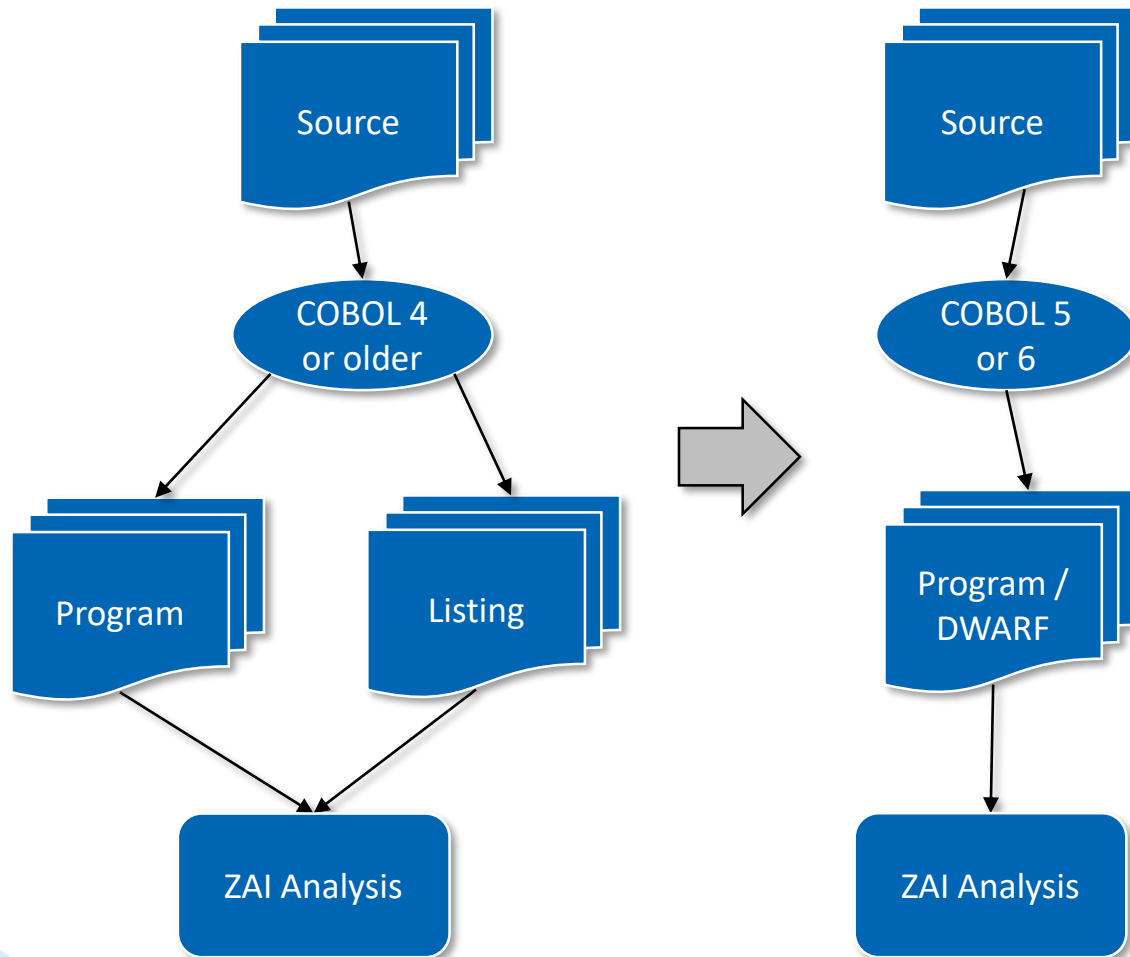 Source
COBOL 4
or older
Program
Listing
ZAI Analysis
Source
COBOL 5
or 6
Program /
DWARF
ZAI Analysis